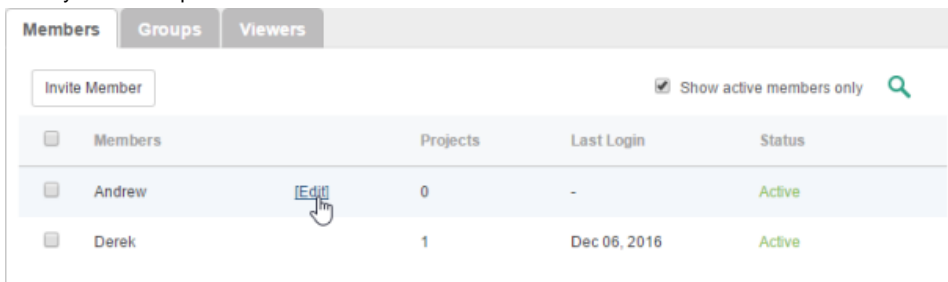 Members Groups Viewers
Invite Member Show active members only
Members Projects Last Login Status
Andrew [Edit] 0 - Active
Derek 1 Dec 06, 2016 Active